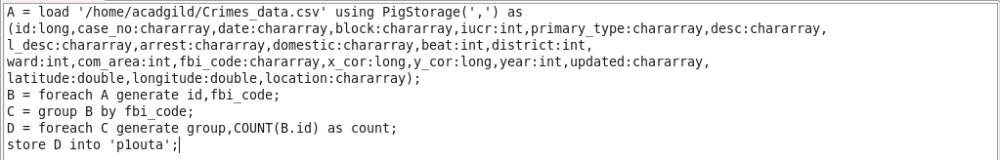 A = load '/home/acadgild/Crimes_data.csv' using PigStorage(',') as
(id:long,case_no:chararray,date:chararray,block:chararray,iucr:int,primary_type:chararray,desc:chararray,
l_desc:chararray,arrest:chararray,domestic:chararray,beat:int,district:int,
ward:int,com_area:int,fbi_code:chararray,x_cor:long,y_cor:long,year:int,updated:chararray,
latitude:double,longitude:double,location:chararray);
B = foreach A generate id,fbi_code;
C = group B by fbi_code;
D = foreach C generate group,COUNT(B.id) as count;
store D into 'p1outa';